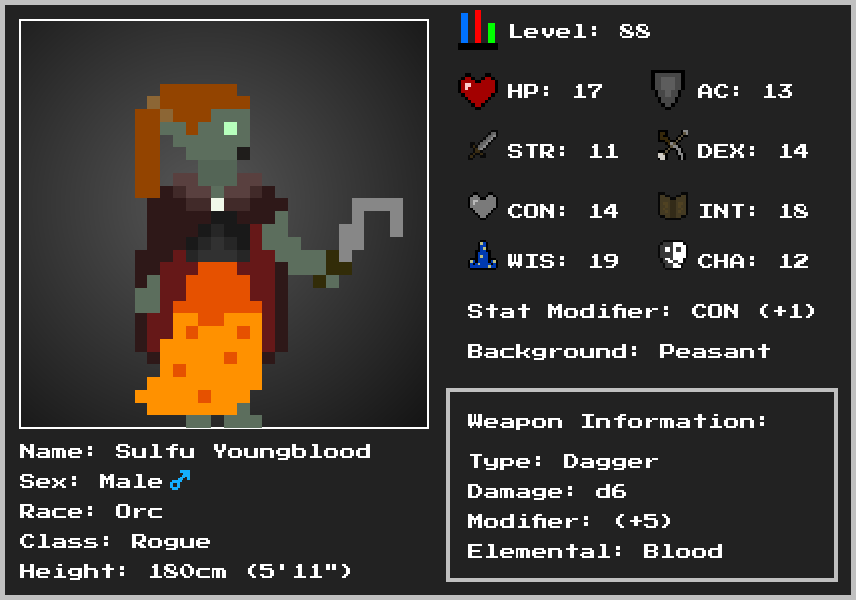 Level: 88
HP: 17 AC: 13
STR: 11 DEX: 14
CON: 14 INT: 18
WIS: 19 CHA: 12
Stat Modifier: CON (+1)
Background: Peasant
Weapon Information:
Type: Dagger
Damage: d6
Modifier: (+5)
Elemental: Blood
Name: Sulfu Youngblood
Sex: Male♂
Race: Orc
Class: Rogue
Height: 180cm (5'11")